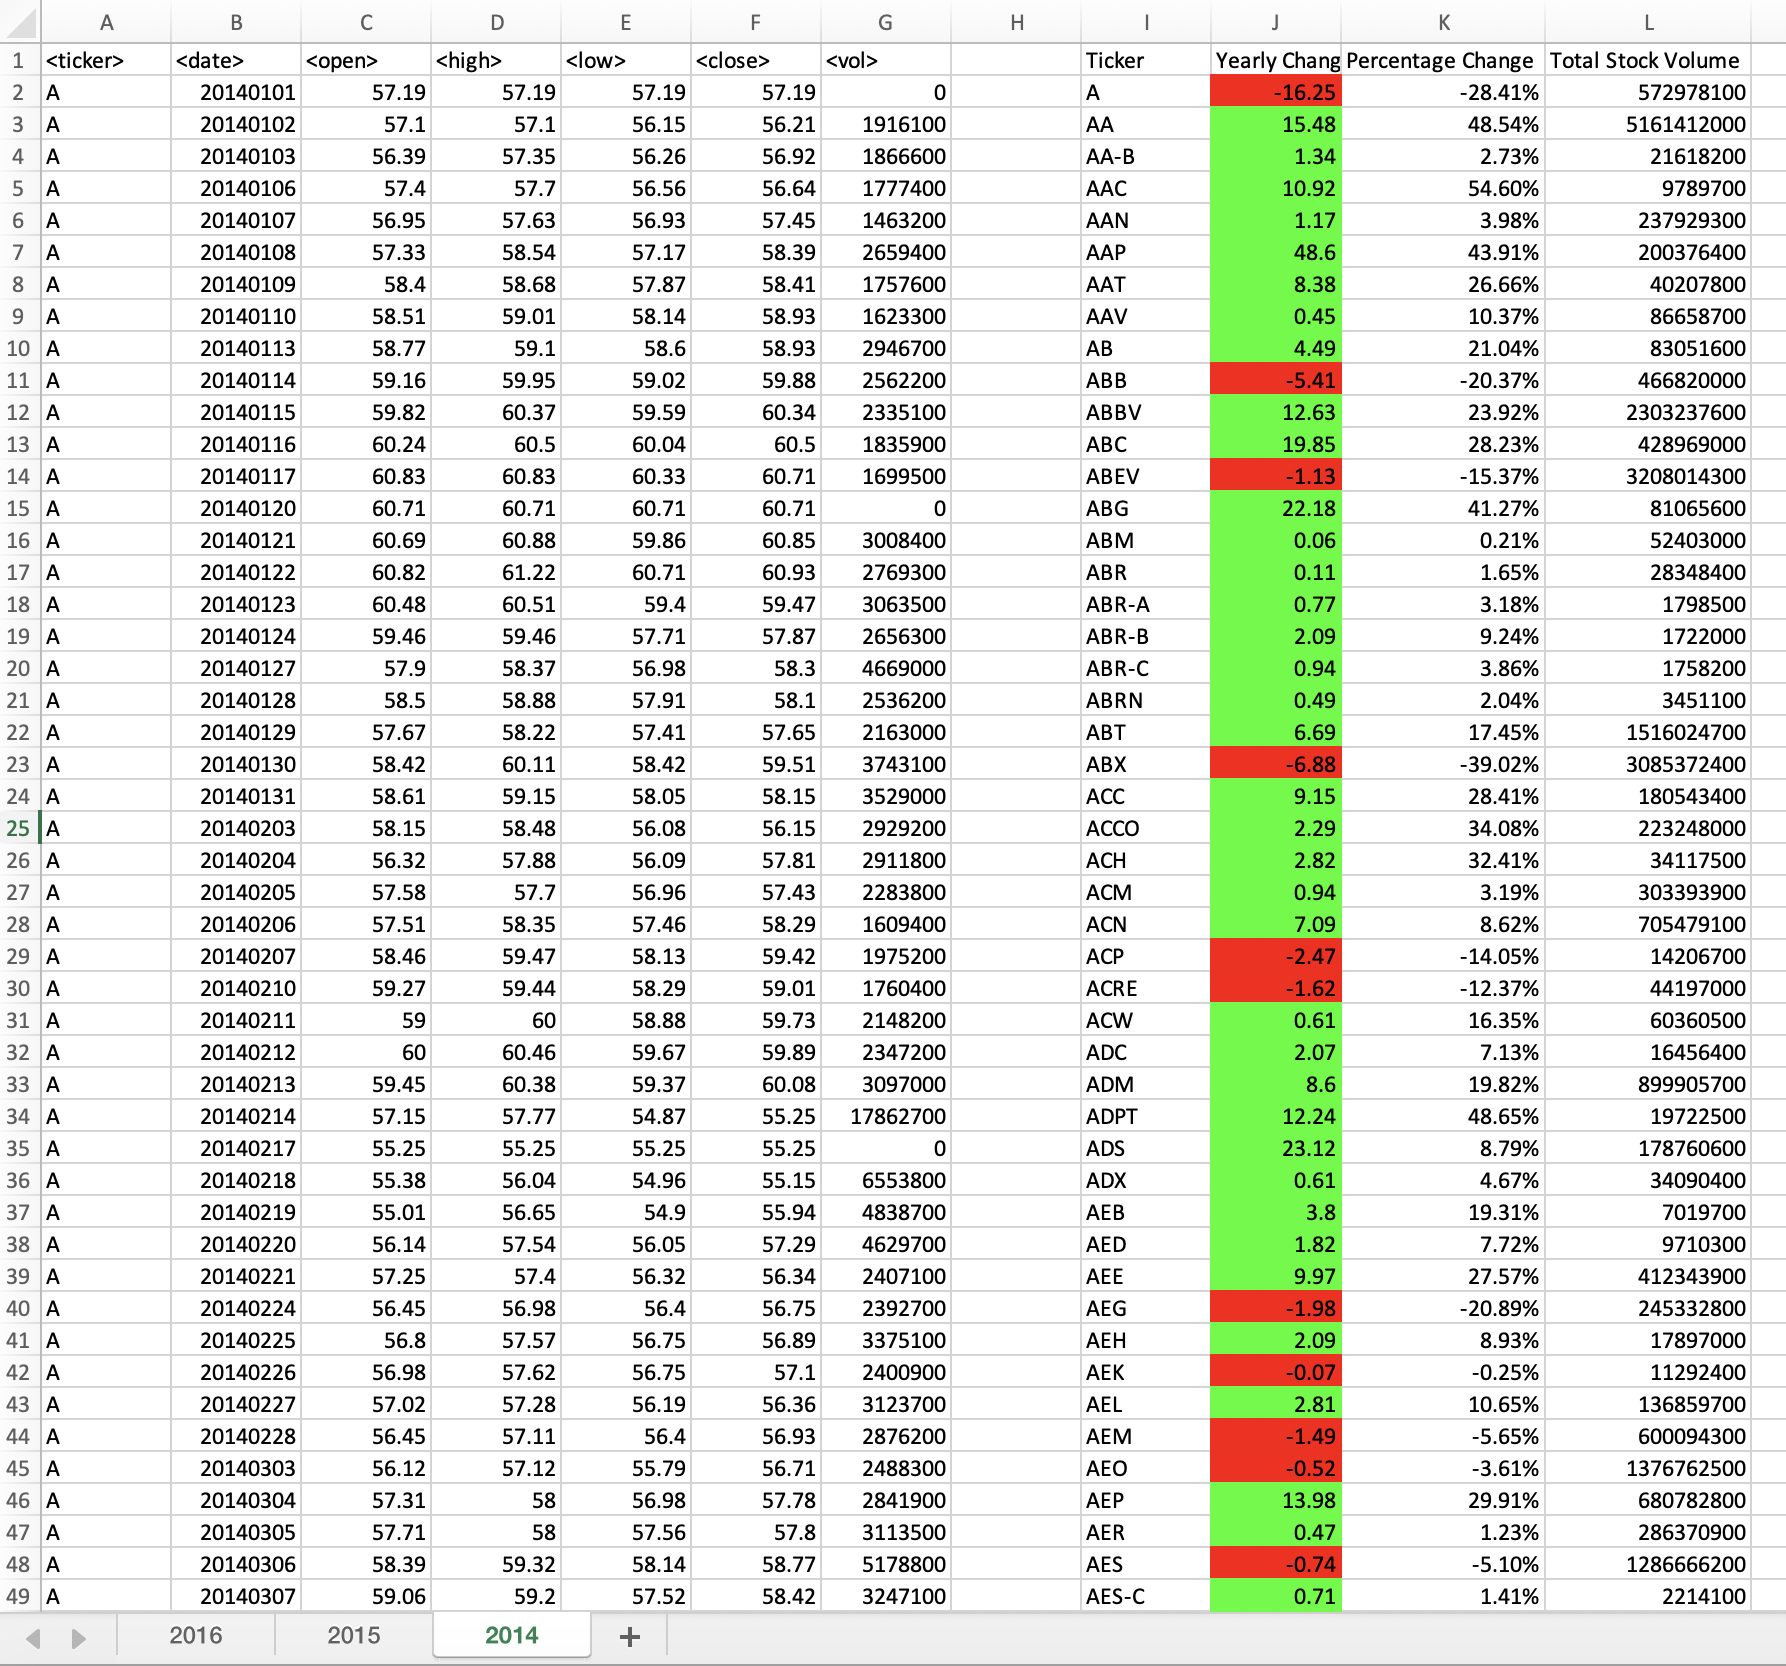 A B C D E F G H I J K L
1 <ticker> <date> <open> <high> <low> <close> <vol> Ticker Yearly Chang Percentage Change Total Stock Volume
2 A 20140101 57.19 57.19 57.19 57.19 0 A -16.25 -28.41% 572978100
3 A 20140102 57.1 57.1 56.15 56.21 1916100 AA 15.48 48.54% 5161412000
4 A 20140103 56.39 57.35 56.26 56.92 1866600 AA-B 1.34 2.73% 21618200
5 A 20140106 57.4 57.7 56.56 56.64 1777400 AAC 10.92 54.60% 9789700
6 A 20140107 56.95 57.63 56.93 57.45 1463200 AAN 1.17 3.98% 237929300
7 A 20140108 57.33 58.54 57.17 58.39 2659400 AAP 48.6 43.91% 200376400
8 A 20140109 58.4 58.68 57.87 58.41 1757600 AAT 8.38 26.66% 40207800
9 A 20140110 58.51 59.01 58.14 58.93 1623300 AAV 0.45 10.37% 86658700
10 A 20140113 58.77 59.1 58.6 58.93 2946700 AB 4.49 21.04% 83051600
11 A 20140114 59.16 59.95 59.02 59.88 2562200 ABB -5.41 -20.37% 466820000
12 A 20140115 59.82 60.37 59.59 60.34 2335100 ABBV 12.63 23.92% 2303237600
13 A 20140116 60.24 60.5 60.04 60.5 1835900 ABC 19.85 28.23% 428969000
14 A 20140117 60.83 60.83 60.33 60.71 1699500 ABEV -1.13 -15.37% 3208014300
15 A 20140120 60.71 60.71 60.71 60.71 0 ABG 22.18 41.27% 81065600
16 A 20140121 60.69 60.88 59.86 60.85 3008400 ABM 0.06 0.21% 52403000
17 A 20140122 60.82 61.22 60.71 60.93 2769300 ABR 0.11 1.65% 28348400
18 A 20140123 60.48 60.51 59.4 59.47 3063500 ABR-A 0.77 3.18% 1798500
19 A 20140124 59.46 59.46 57.71 57.87 2656300 ABR-B 2.09 9.24% 1722000
20 A 20140127 57.9 58.37 56.98 58.3 4669000 ABR-C 0.94 3.86% 1758200
21 A 20140128 58.5 58.88 57.91 58.1 2536200 ABRN 0.49 2.04% 3451100
22 A 20140129 57.67 58.22 57.41 57.65 2163000 ABT 6.69 17.45% 1516024700
23 A 20140130 58.42 60.11 58.42 59.51 3743100 ABX -6.88 -39.02% 3085372400
24 A 20140131 58.61 59.15 58.05 58.15 3529000 ACC 9.15 28.41% 180543400
25 A 20140203 58.15 58.48 56.08 56.15 2929200 ACCO 2.29 34.08% 223248000
26 A 20140204 56.32 57.88 56.09 57.81 2911800 ACH 2.82 32.41% 34117500
27 A 20140205 57.58 57.7 56.96 57.43 2283800 ACM 0.94 3.19% 303393900
28 A 20140206 57.51 58.35 57.46 58.29 1609400 ACN 7.09 8.62% 705479100
29 A 20140207 58.46 59.47 58.13 59.42 1975200 ACP -2.47 -14.05% 14206700
30 A 20140210 59.27 59.44 58.29 59.01 1760400 ACRE -1.62 -12.37% 44197000
31 A 20140211 59 60 58.88 59.73 2148200 ACW 0.61 16.35% 60360500
32 A 20140212 60 60.46 59.67 59.89 2347200 ADC 2.07 7.13% 16456400
33 A 20140213 59.45 60.38 59.37 60.08 3097000 ADM 8.6 19.82% 899905700
34 A 20140214 57.15 57.77 54.87 55.25 17862700 ADPT 12.24 48.65% 19722500
35 A 20140217 55.25 55.25 55.25 55.25 0 ADS 23.12 8.79% 178760600
36 A 20140218 55.38 56.04 54.96 55.15 6553800 ADX 0.61 4.67% 34090400
37 A 20140219 55.01 56.65 54.9 55.94 4838700 AEB 3.8 19.31% 7019700
38 A 20140220 56.14 57.54 56.05 57.29 4629700 AED 1.82 7.72% 9710300
39 A 20140221 57.25 57.4 56.32 56.34 2407100 AEE 9.97 27.57% 412343900
40 A 20140224 56.45 56.98 56.4 56.75 2392700 AEG -1.98 -20.89% 245332800
41 A 20140225 56.8 57.57 56.75 56.89 3375100 AEH 2.09 8.93% 17897000
42 A 20140226 56.98 57.62 56.75 57.1 2400900 AEK -0.07 -0.25% 11292400
43 A 20140227 57.02 57.28 56.19 56.36 3123700 AEL 2.81 10.65% 136859700
44 A 20140228 56.45 57.11 56.4 56.93 2876200 AEM -1.49 -5.65% 600094300
45 A 20140303 56.12 57.12 55.79 56.71 2488300 AEO -0.52 -3.61% 1376762500
46 A 20140304 57.31 58 56.98 57.78 2841900 AEP 13.98 29.91% 680782800
47 A 20140305 57.71 58 57.56 57.8 3113500 AER 0.47 1.23% 286370900
48 A 20140306 58.39 59.32 58.14 58.77 5178800 AES -0.74 -5.10% 1286666200
49 A 20140307 59.06 59.2 57.52 58.42 3247100 AES-C 0.71 1.41% 2214100
2016 2015 2014 +